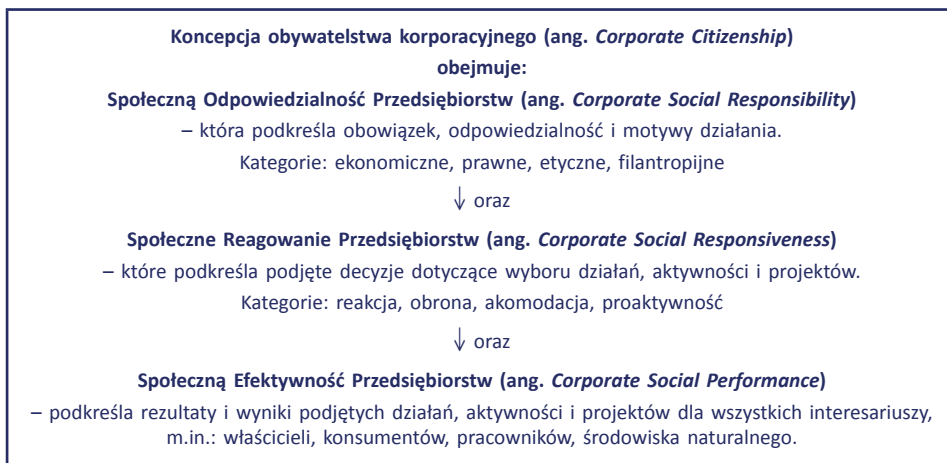 Koncepcja obywatelstwa korporacyjnego (ang. Corporate Citizenship)
obejmuje:
Społeczną Odpowiedzialność Przedsiębiorstw (ang. Corporate Social Responsibility)
– która podkreśla obowiązek, odpowiedzialność i motywy działania.
Kategorie: ekonomiczne, prawne, etyczne, filantropijne
↓ oraz
Społeczne Reagowanie Przedsiębiorstw (ang. Corporate Social Responsiveness)
– które podkreśla podjęte decyzje dotyczące wyboru działań, aktywności i projektów.
Kategorie: reakcja, obrona, akomodacja, proaktywność
↓ oraz
Społeczną Efektywność Przedsiębiorstw (ang. Corporate Social Performance)
– podkreśla rezultaty i wyniki podjętych działań, aktywności i projektów dla wszystkich interesariuszy,
m.in.: właścicieli, konsumentów, pracowników, środowiska naturalnego.